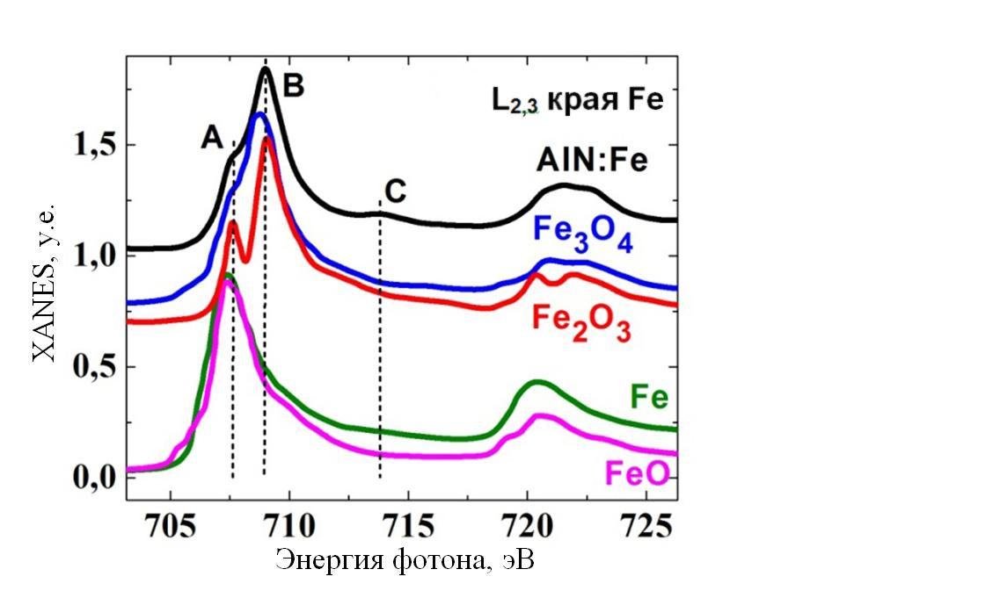 B
L2,3 края Fe
A
1,5
AlN:Fe
C
Fe3O4
1,0
XANES, у.е.
Fe2O3
0,5
Fe
FeO
0,0
705 710 715 720 725
Энергия фотона, эВ